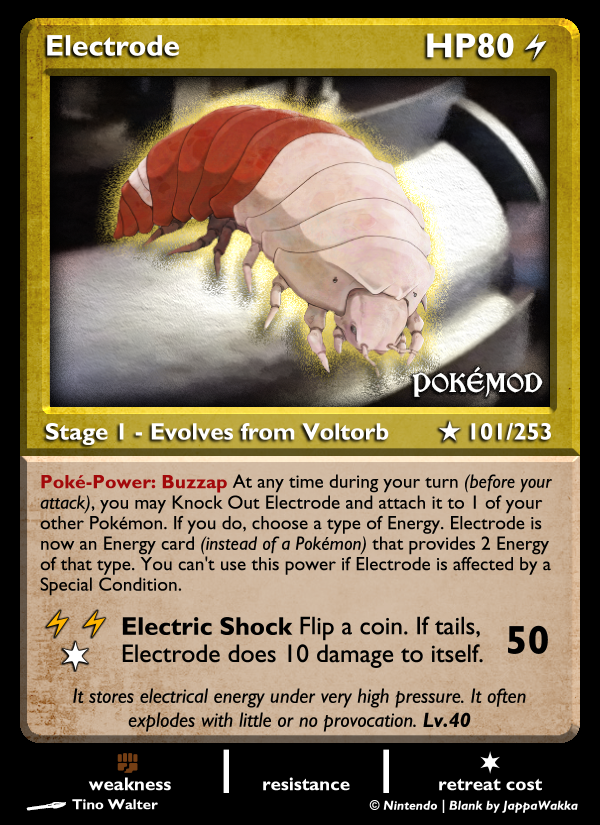 Electrode HP80
POKÉMOD
Stage 1 - Evolves from Voltorb ★ 101/253
Poké-Power: Buzzap At any time during your turn (before your
attack), you may Knock Out Electrode and attach it to 1 of your
other Pokémon. If you do, choose a type of Energy. Electrode is
now an Energy card (instead of a Pokémon) that provides 2 Energy
of that type. You can't use this power if Electrode is affected by a
Special Condition.
Electric Shock Flip a coin. If tails,
Electrode does 10 damage to itself. 50
It stores electrical energy under very high pressure. It often
explodes with little or no provocation. Lv.40
weakness resistance retreat cost
Tino Walter © Nintendo | Blank by JappaWakka